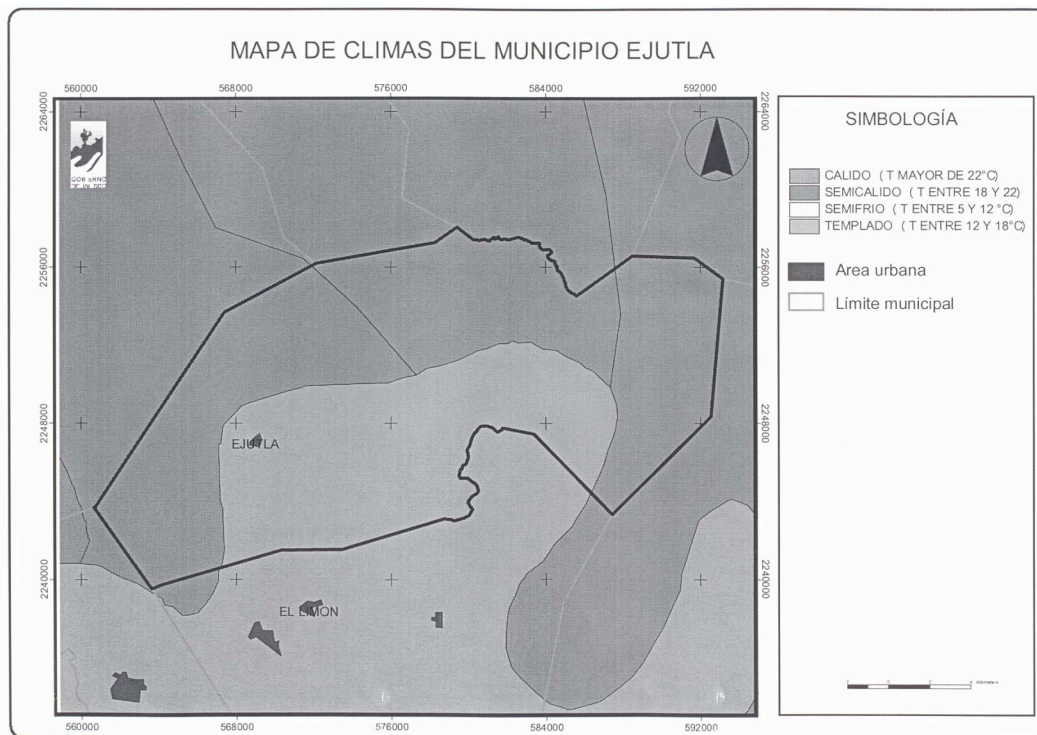 MAPA DE CLIMAS DEL MUNICIPIO EJUTLA
560000 568000 576000 584000 592000
2264000 2264000
SIMBOLOGÍA
CALIDO ( T MAYOR DE 22°C)
SEMICALIDO ( T ENTRE 18 Y 22)
SEMIFRIO ( T ENTRE 5 Y 12 °C)
TEMPLADO ( T ENTRE 12 Y 18°C)
2256000 2256000
Area urbana
Límite municipal
2248000 2248000
EJUTLA
2240000 2240000
EL LIMON
560000 568000 576000 584000 592000